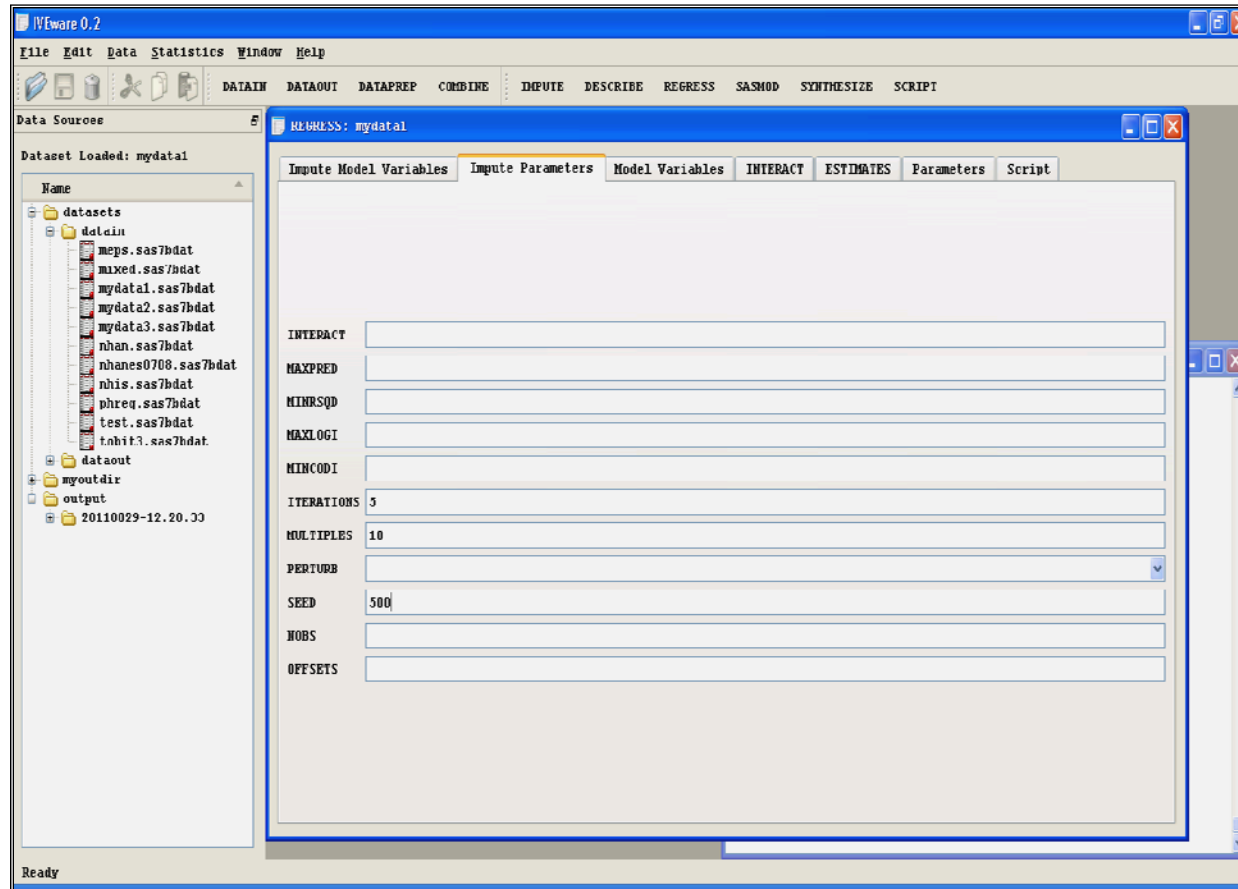 IVEware 0.2
File Edit Data Statistics Window Help
DATAIN DATAOUT DATAPREP COMBINE IMPUTE DESCRIBE REGRESS SASMOD SYNTHESIZE SCRIPT
Data Sources
Dataset Loaded: mydata1
Name
datasets
datain
meps.sas7bdat
mixed.sas7bdat
mydata1.sas7bdat
mydata2.sas7bdat
mydata3.sas7bdat
nhan.sas7bdat
nhanes0708.sas7bdat
nhis.sas7bdat
phreg.sas7bdat
test.sas7bdat
tobit3.sas7bdat
dataout
myoutdir
output
REGRESS: mydata1
Impute Model Variables Impute Parameters Model Variables INTERACT ESTIMATES Parameters Script
INTERACT
MAXPRED
MINRSQD
MAXLOGI
MINCODI
ITERATIONS 5
MULTIPLES 10
PERTURB
SEED 500
NOBS
OFFSETS
Ready